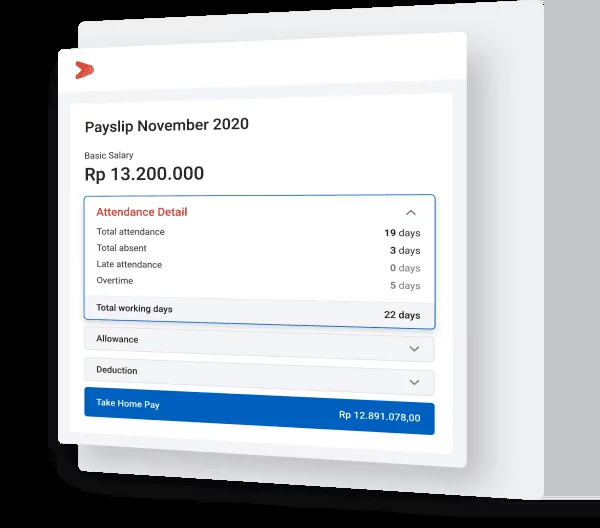 Payslip November 2020
Basic Salary
Rp 13.200.000
Attendance Detail
Total attendance 19 days
Total absent 3 days
Late attendance 0 days
Overtime 5 days
Total working days 22 days
Allowance
Deduction
Take Home Pay Rp 12.891.078,00